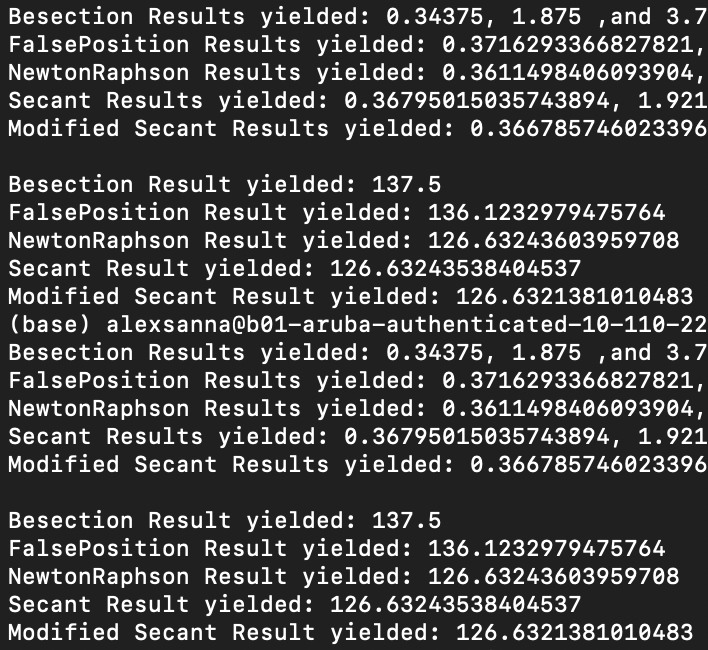 Besection Results yielded: 0.34375, 1.875 ,and 3.7
FalsePosition Results yielded: 0.3716293366827821,
NewtonRaphson Results yielded: 0.3611498406093904,
Secant Results yielded: 0.36795015035743894, 1.921
Modified Secant Results yielded: 0.366785746023396
Besection Result yielded: 137.5
FalsePosition Result yielded: 136.1232979475764
NewtonRaphson Result yielded: 126.63243603959708
Secant Result yielded: 126.63243538404537
Modified Secant Result yielded: 126.6321381010483
(base) alexsanna@b01-aruba-authenticated-10-110-22
Besection Results yielded: 0.34375, 1.875 ,and 3.7
FalsePosition Results yielded: 0.3716293366827821,
NewtonRaphson Results yielded: 0.3611498406093904,
Secant Results yielded: 0.36795015035743894, 1.921
Modified Secant Results yielded: 0.366785746023396
Besection Result yielded: 137.5
FalsePosition Result yielded: 136.1232979475764
NewtonRaphson Result yielded: 126.63243603959708
Secant Result yielded: 126.63243538404537
Modified Secant Result yielded: 126.6321381010483